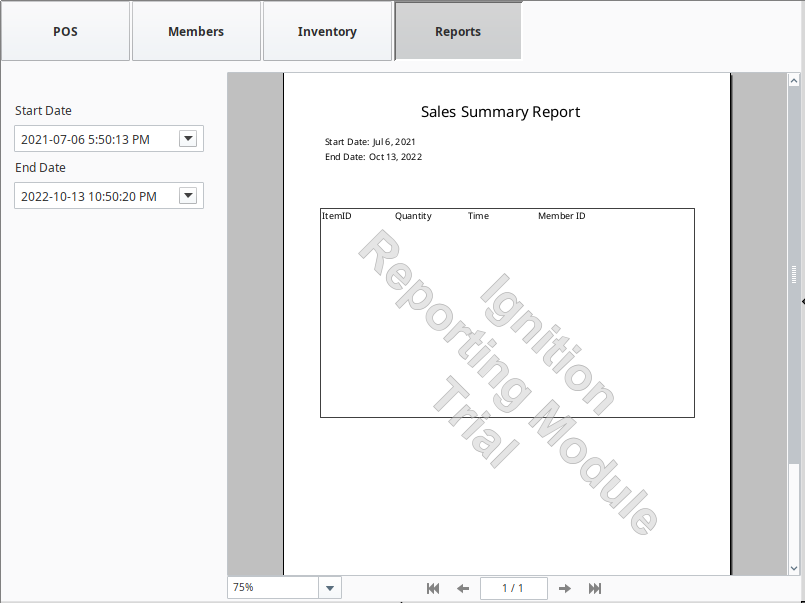 POS
Members
Inventory
Reports
Start Date
2021-07-06 5:50:13 PM
End Date
2022-10-13 10:50:20 PM
Sales Summary Report
Start Date: Jul 6, 2021
End Date: Oct 13, 2022
ItemID Quantity Time Member ID
Ignition
Reporting Module
Trial
75%
1 / 1